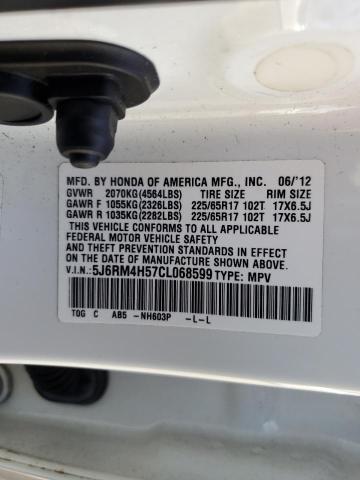 MFD. BY HONDA OF AMERICA MFG., INC. 06/'12
GVWR 2070KG(4564LBS) TIRE SIZE RIM SIZE
GAWR F 1055KG(2326LBS) 225/65R17 102T 17X6.5J
GAWR R 1035KG(2282LBS) 225/65R17 102T 17X6.5J
THIS VEHICLE CONFORMS TO ALL APPLICABLE
FEDERAL MOTOR VEHICLE SAFETY, BUMPER,
AND THEFT PREVENTION STANDARDS IN EFFECT
ON THE DATE OF MANUFACTURE SHOWN ABOVE.
V.I.N.: 5J6RM4H57CL068599 TYPE: MPV
T0G C AB5 -NH603P -L-L